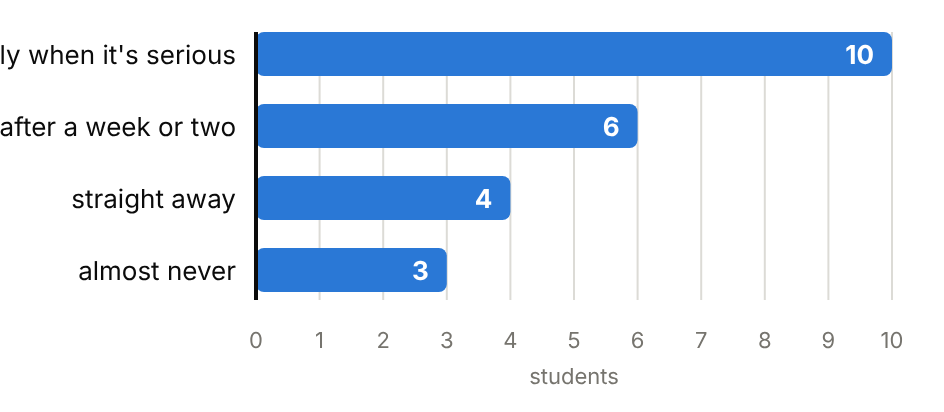 when it's serious 10
after a week or two 6
straight away 4
almost never 3
0 1 2 3 4 5 6 7 8 9 10
students